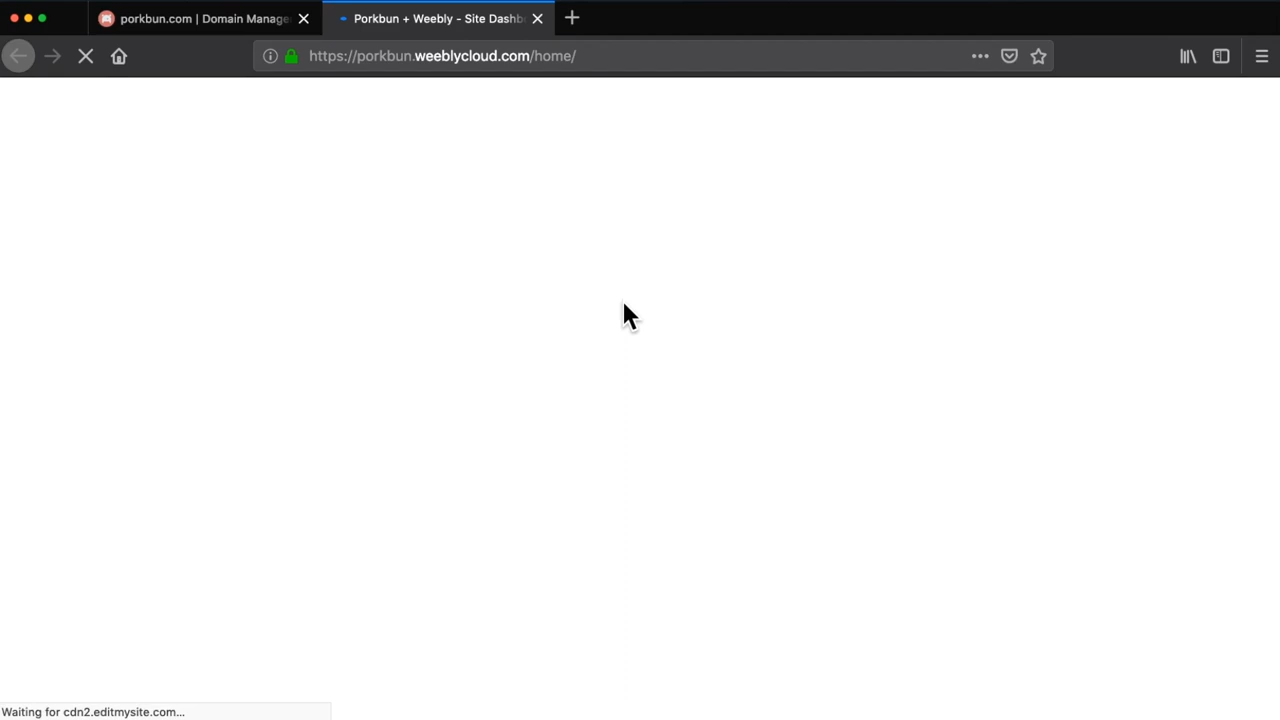 porkbun.com | Domain Manage
Porkbun + Weebly - Site Dashb
https://porkbun.weeblycloud.com/home/
Waiting for cdn2.editmysite.com...